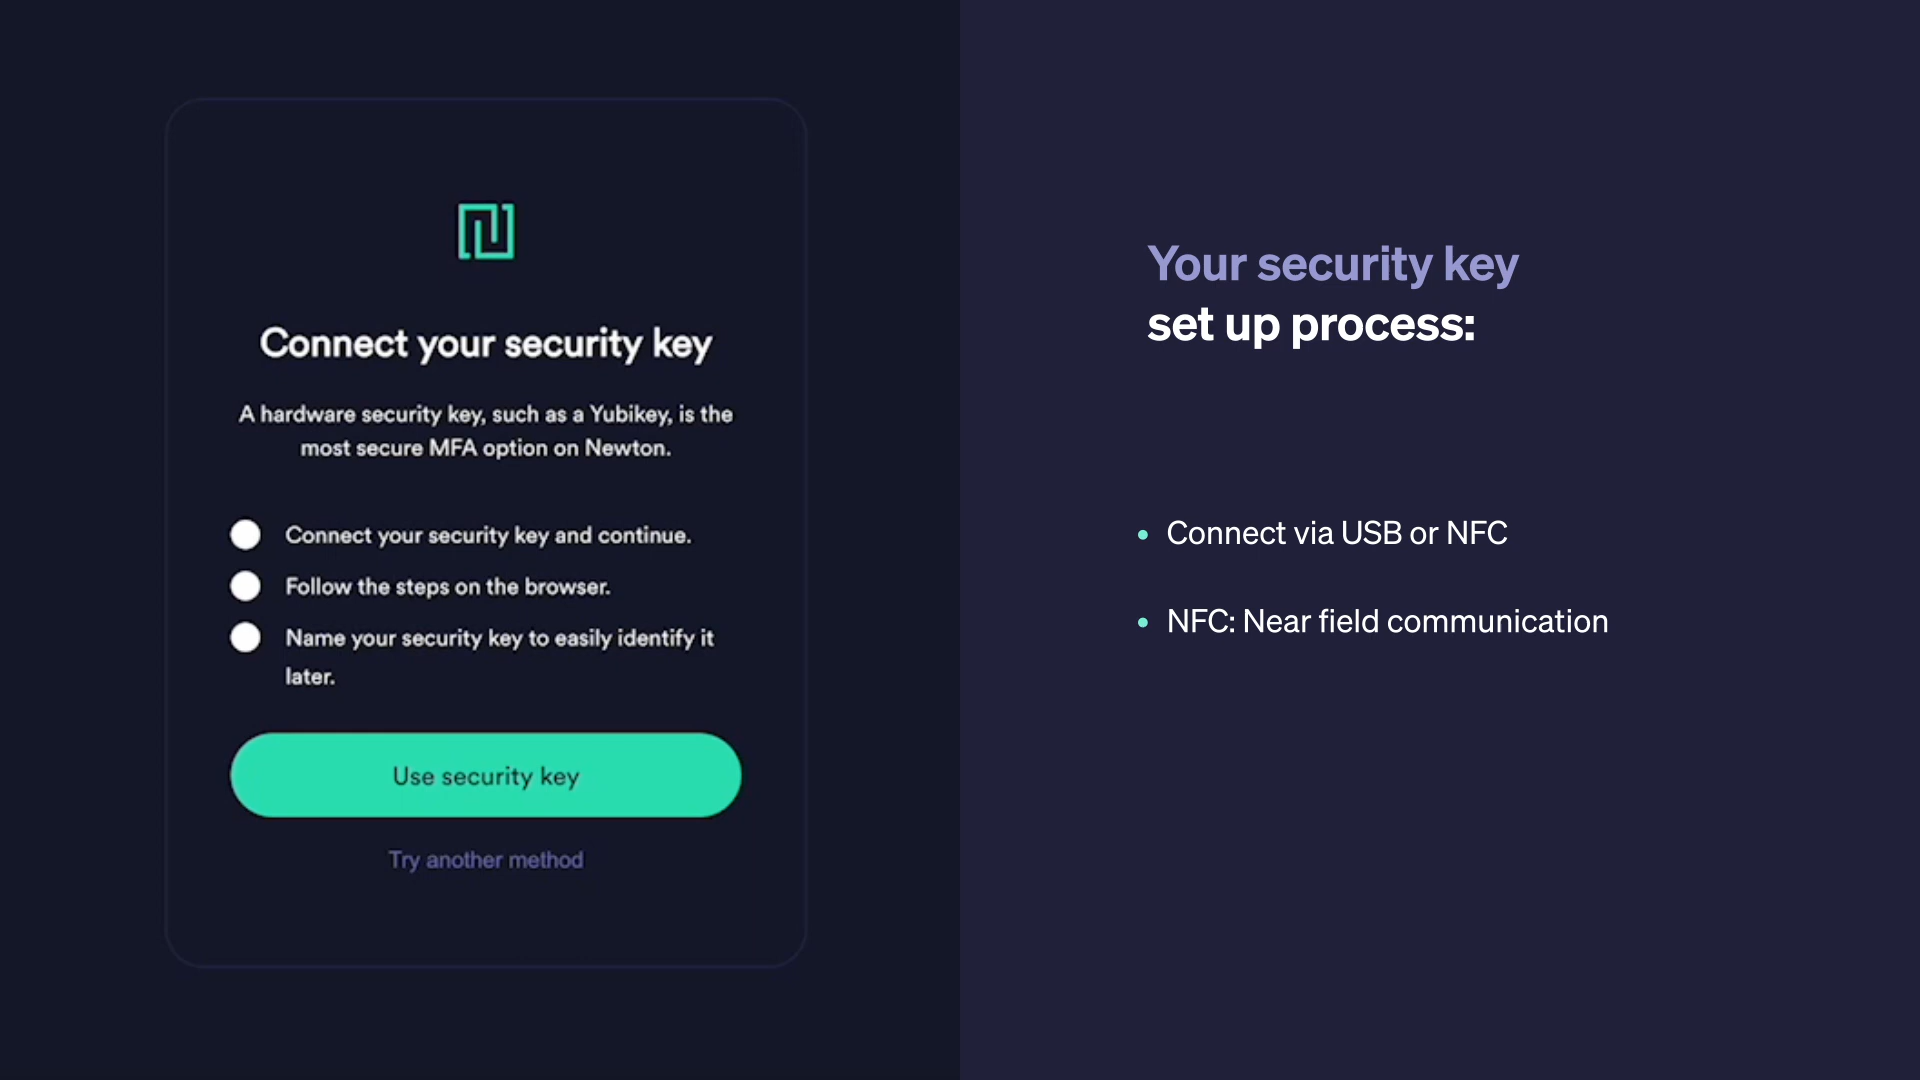 Connect your security key
A hardware security key, such as a Yubikey, is the
most secure MFA option on Newton.
Connect your security key and continue.
Follow the steps on the browser.
Name your security key to easily identify it
later.
Use security key
Try another method
Your security key
set up process:
Connect via USB or NFC
NFC: Near field communication